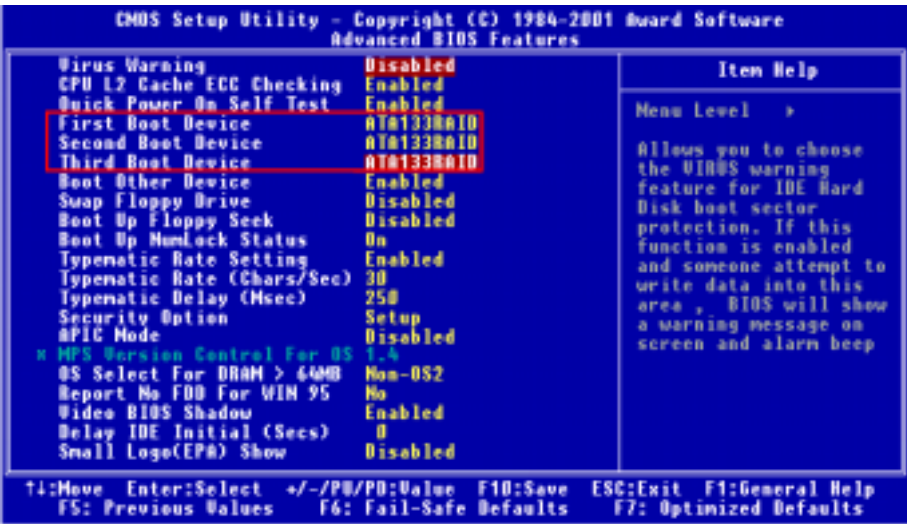 CMOS Setup Utility - Copyright (C) 1984-2001 Award Software
Advanced BIOS Features
Virus Warning Disabled
CPU L2 Cache ECC Checking Enabled
Quick Power On Self Test Enabled
First Boot Device ATA133RAID
Second Boot Device ATA133RAID
Third Boot Device ATA133RAID
Boot Other Device Enabled
Swap Floppy Drive Disabled
Boot Up Floppy Seek Disabled
Boot Up NumLock Status On
Typematic Rate Setting Enabled
Typematic Rate (Chars/Sec) 30
Typematic Delay (Msec) 250
Security Option Setup
APIC Mode Disabled
x MPS Version Control For OS 1.4
OS Select For DRAM > 64MB Non-OS2
Report No FDD For WIN 95 No
Video BIOS Shadow Enabled
Delay IDE Initial (Secs) 0
Small Logo(EPA) Show Disabled
Item Help
Menu Level ▸
Allows you to choose
the VIRUS warning
feature for IDE Hard
Disk boot sector
protection. If this
function is enabled
and someone attempt to
write data into this
area , BIOS will show
a warning message on
screen and alarm beep
↑↓:Move Enter:Select +/-/PU/PD:Value F10:Save ESC:Exit F1:General Help
F5: Previous Values F6: Fail-Safe Defaults F7: Optimized Defaults